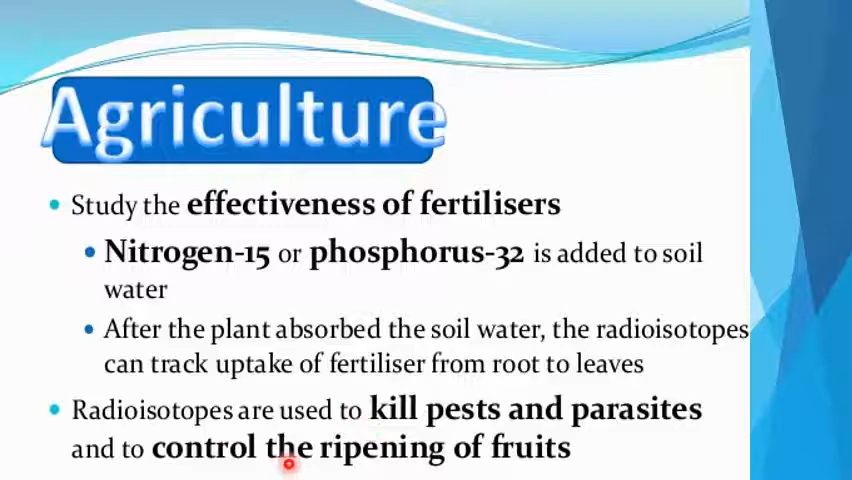 Agriculture
Study the effectiveness of fertilisers
Nitrogen-15 or phosphorus-32 is added to soil
water
After the plant absorbed the soil water, the radioisotopes
can track uptake of fertiliser from root to leaves
Radioisotopes are used to kill pests and parasites
and to control the ripening of fruits